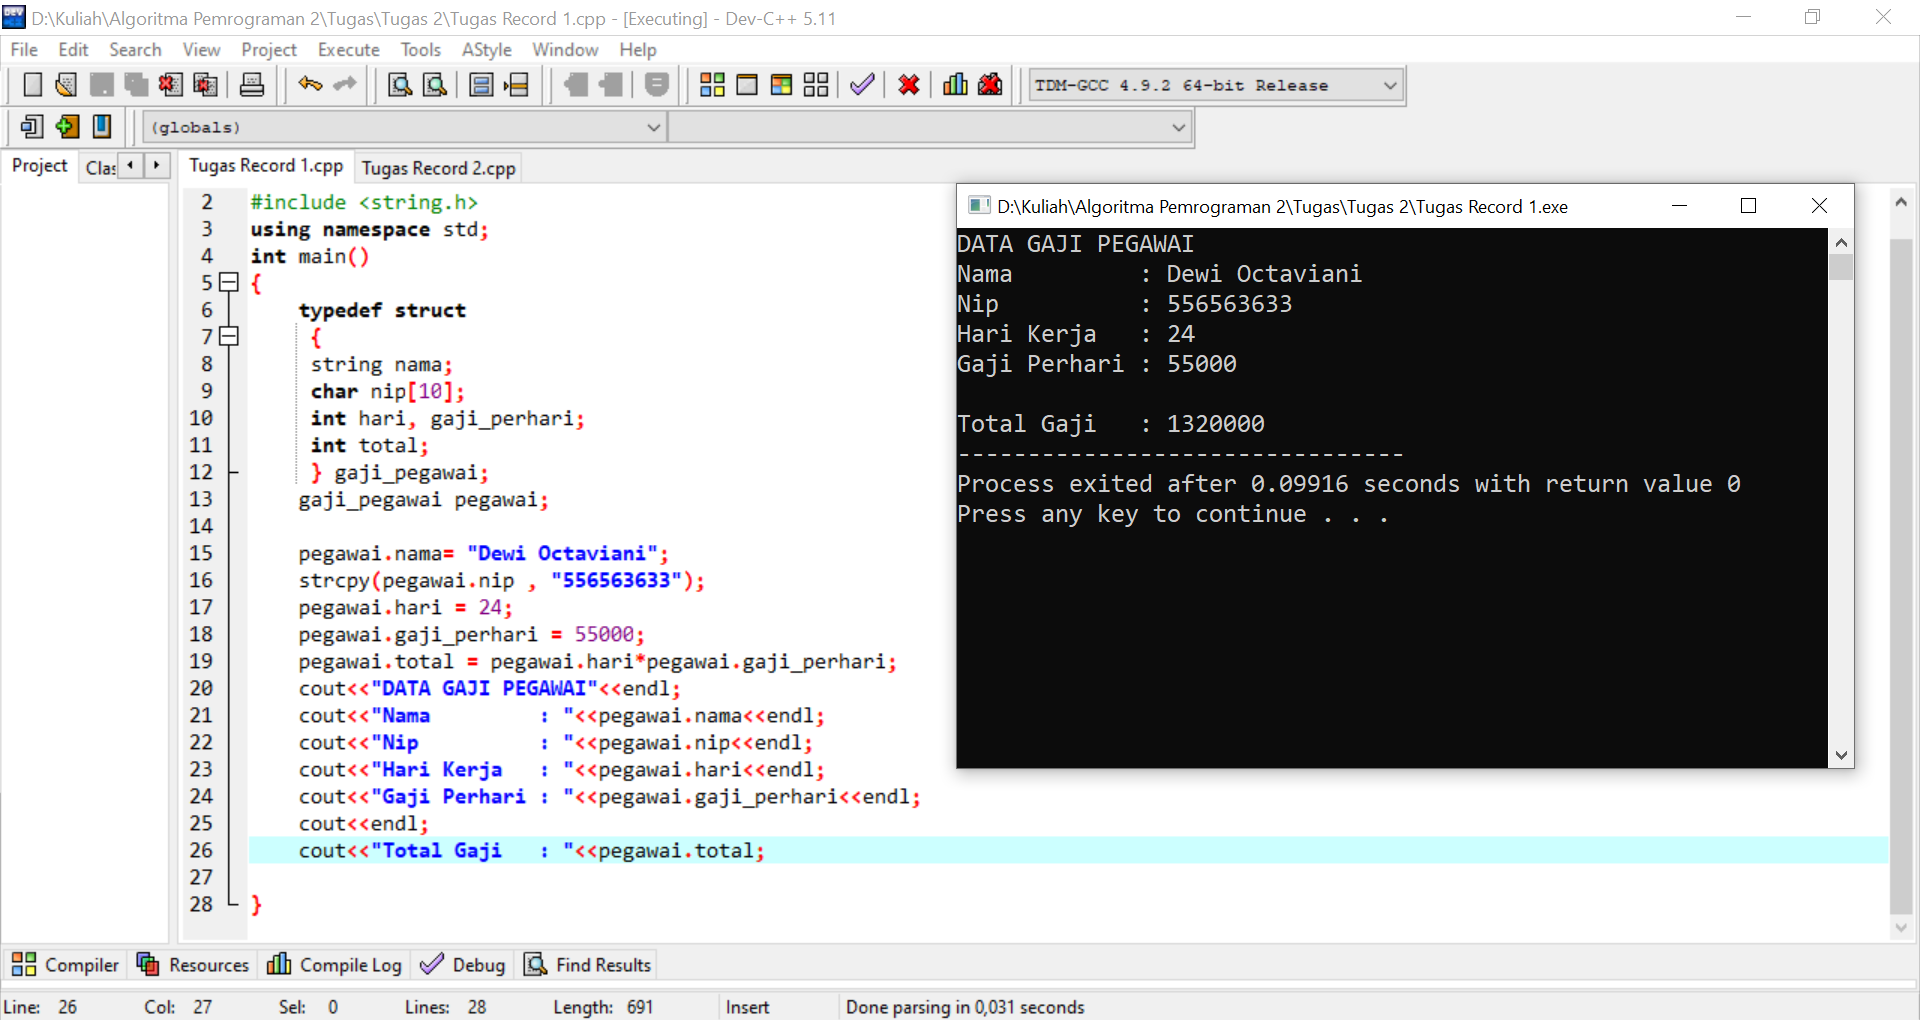 D:\Kuliah\Algoritma Pemrograman 2\Tugas\Tugas 2\Tugas Record 1.cpp - [Executing] - Dev-C++ 5.11
File Edit Search View Project Execute Tools AStyle Window Help
TDM-GCC 4.9.2 64-bit Release
(globals)
Project Clas Tugas Record 1.cpp Tugas Record 2.cpp
2 #include <string.h>
3 using namespace std;
4 int main()
5 {
6 typedef struct
7 {
8 string nama;
9 char nip[10];
10 int hari, gaji_perhari;
11 int total;
12 } gaji_pegawai;
13 gaji_pegawai pegawai;
14
15 pegawai.nama= "Dewi Octaviani";
16 strcpy(pegawai.nip , "556563633");
17 pegawai.hari = 24;
18 pegawai.gaji_perhari = 55000;
19 pegawai.total = pegawai.hari*pegawai.gaji_perhari;
20 cout<<"DATA GAJI PEGAWAI"<<endl;
21 cout<<"Nama          : "<<pegawai.nama<<endl;
22 cout<<"Nip           : "<<pegawai.nip<<endl;
23 cout<<"Hari Kerja    : "<<pegawai.hari<<endl;
24 cout<<"Gaji Perhari : "<<pegawai.gaji_perhari<<endl;
25 cout<<endl;
26 cout<<"Total Gaji   : "<<pegawai.total;
27
28 }
D:\Kuliah\Algoritma Pemrograman 2\Tugas\Tugas 2\Tugas Record 1.exe
DATA GAJI PEGAWAI
Nama         : Dewi Octaviani
Nip          : 556563633
Hari Kerja   : 24
Gaji Perhari : 55000
Total Gaji   : 1320000
--------------------------------
Process exited after 0.09916 seconds with return value 0
Press any key to continue . . .
Compiler Resources Compile Log Debug Find Results
Line: 26 Col: 27 Sel: 0 Lines: 28 Length: 691 Insert Done parsing in 0,031 seconds